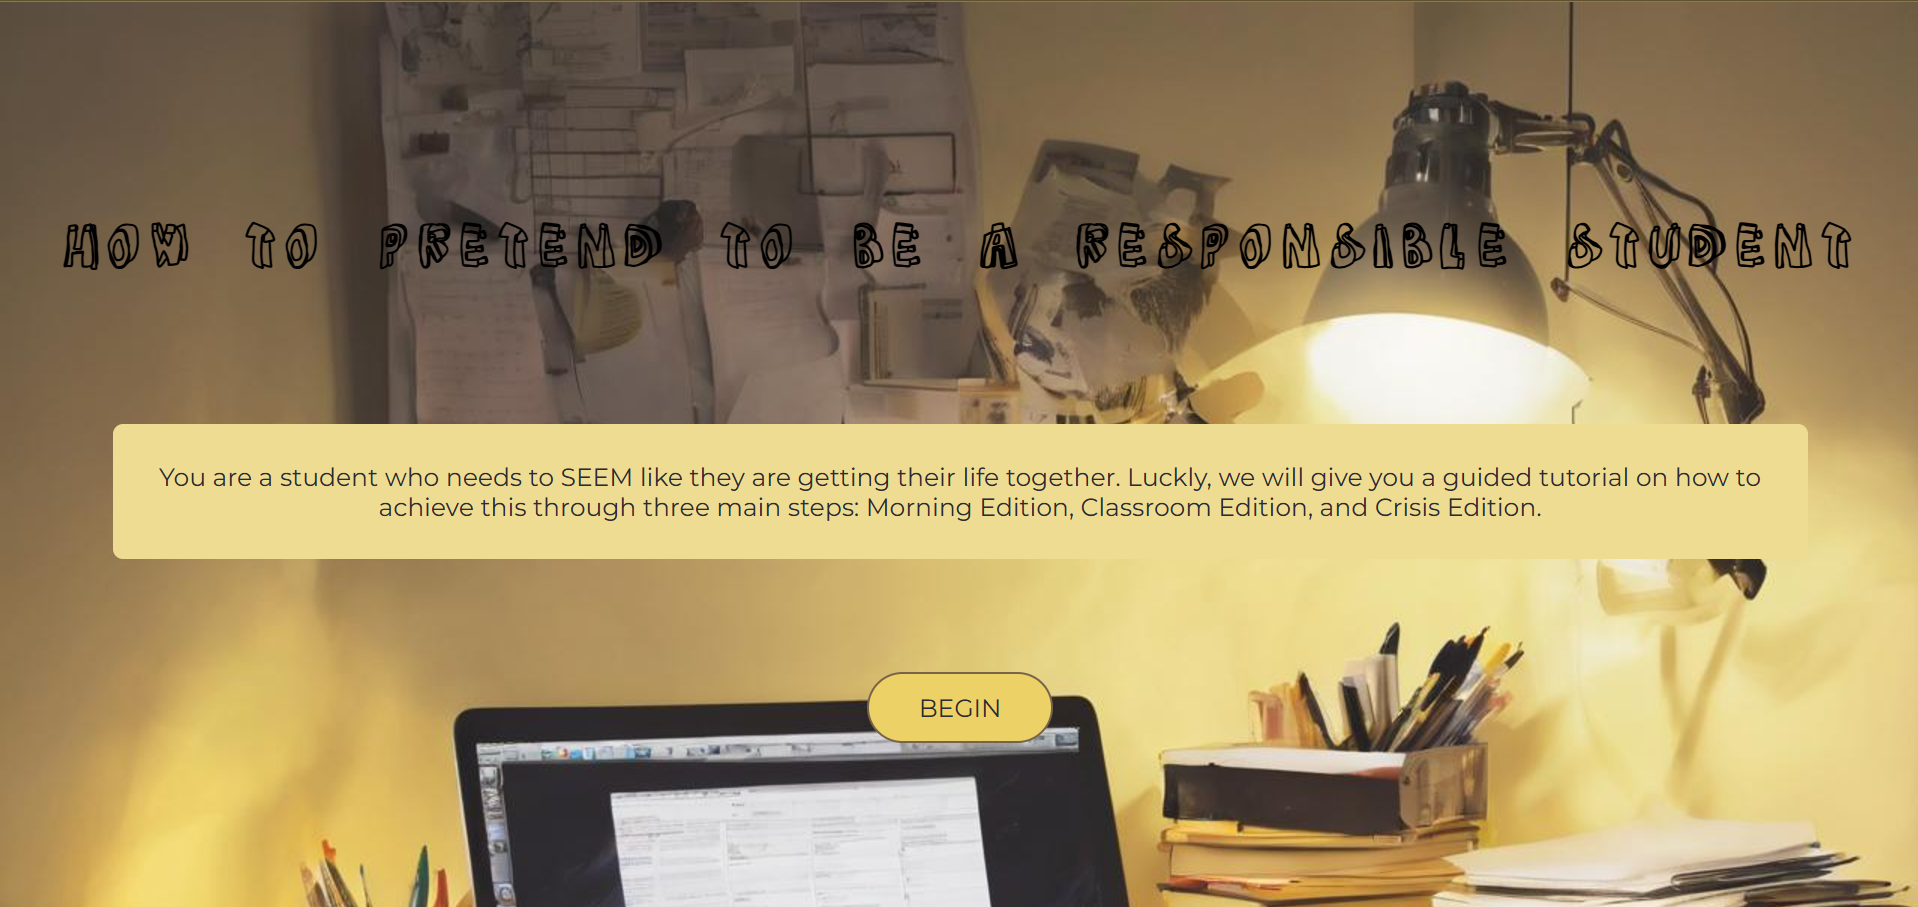 HOW TO PRETEND TO BE A RESPONSIBLE STUDENT
You are a student who needs to SEEM like they are getting their life together. Luckly, we will give you a guided tutorial on how to
achieve this through three main steps: Morning Edition, Classroom Edition, and Crisis Edition.
BEGIN